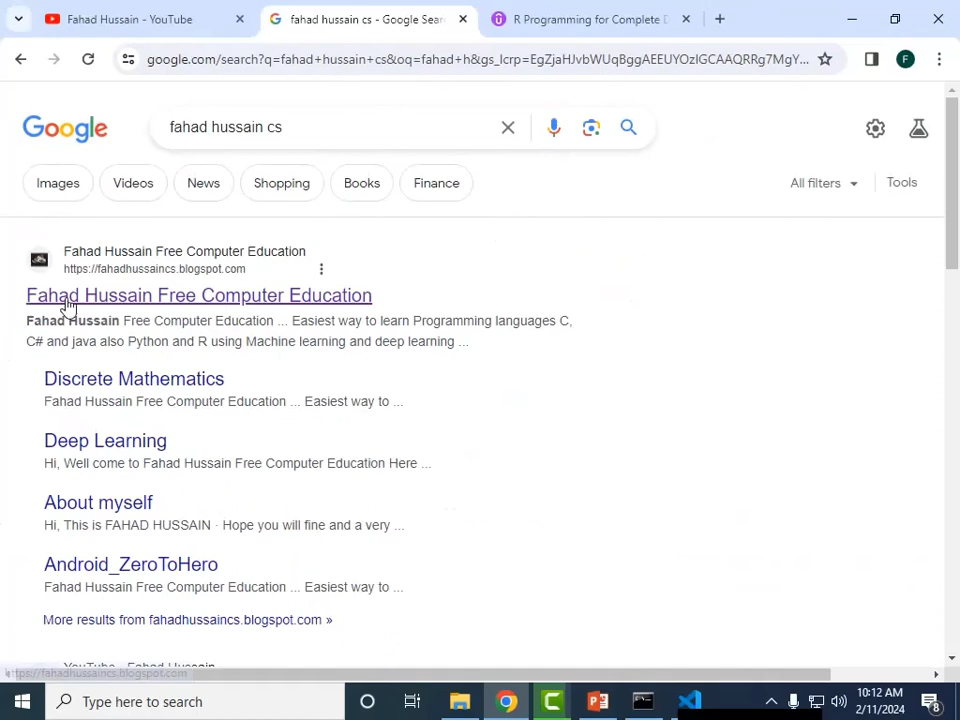 Fahad Hussain - YouTube
fahad hussain cs - Google Sear
R Programming for Complete D
google.com/search?q=fahad+hussain+cs&oq=fahad+h&gs_lcrp=EgZjaHJvbWUqBggAEEUYOzIGCAAQRRg7MgY...
F
Google
fahad hussain cs
Images
Videos
News
Shopping
Books
Finance
All filters
Tools
Fahad Hussain Free Computer Education
https://fahadhussaincs.blogspot.com
Fahad Hussain Free Computer Education
Fahad Hussain Free Computer Education ... Easiest way to learn Programming languages C,
C# and java also Python and R using Machine learning and deep learning ...
Discrete Mathematics
Fahad Hussain Free Computer Education ... Easiest way to ...
Deep Learning
Hi, Well come to Fahad Hussain Free Computer Education Here ...
About myself
Hi, This is FAHAD HUSSAIN · Hope you will fine and a very ...
Android_ZeroToHero
Fahad Hussain Free Computer Education ... Easiest way to ...
More results from fahadhussaincs.blogspot.com »
YouTube · Fahad Hussain
https://fahadhussaincs.blogspot.com
Type here to search
10:12 AM
2/11/2024
8